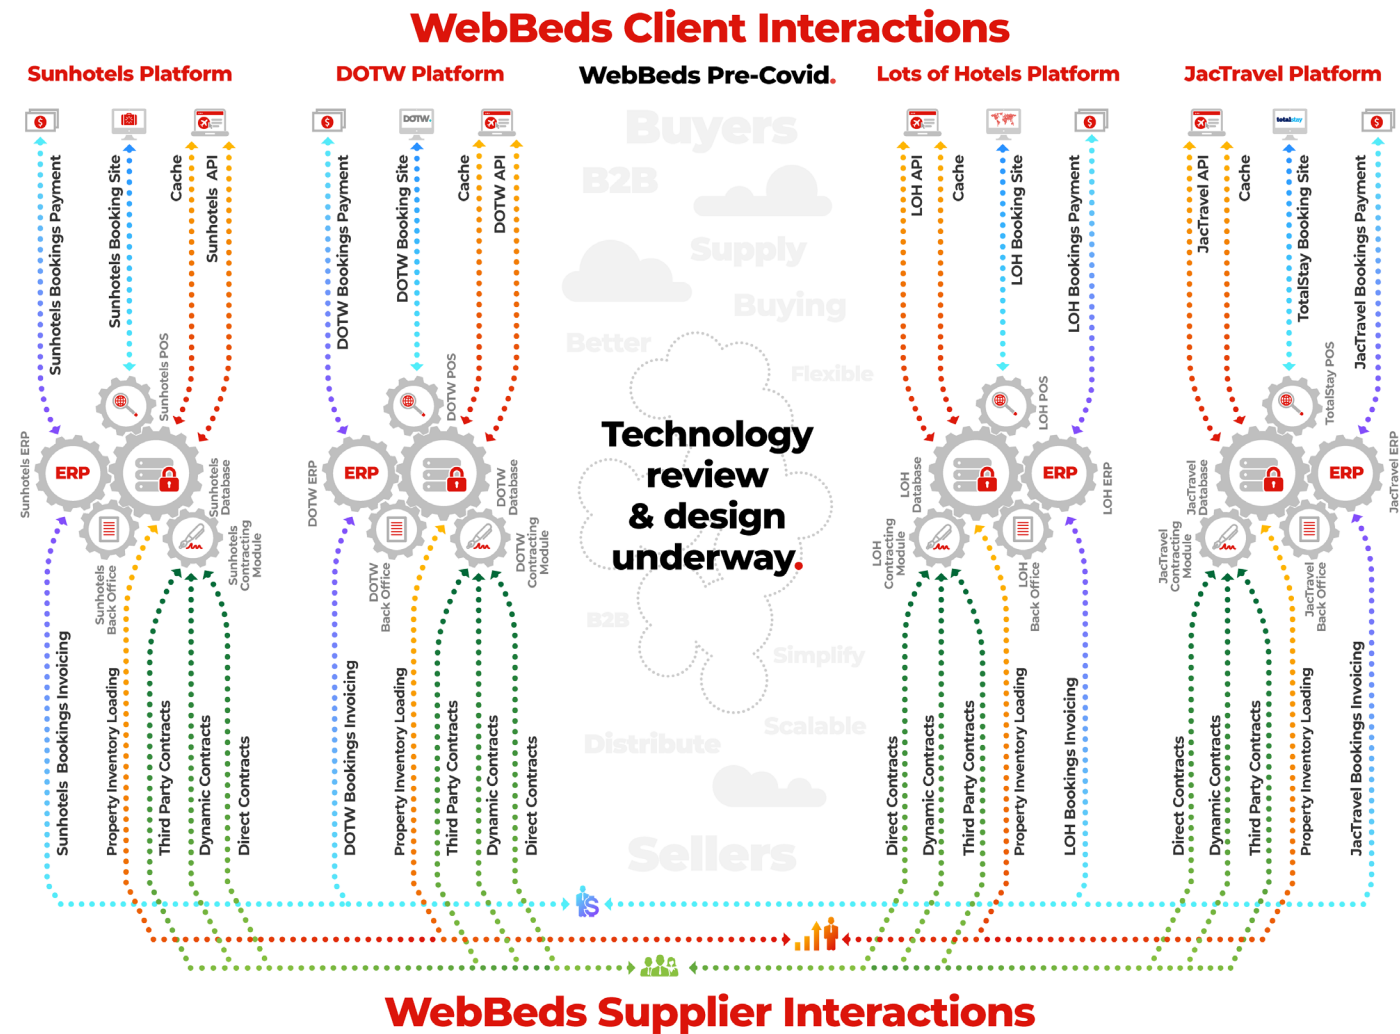 WebBeds Client Interactions
Sunhotels Platform
DOTW Platform
WebBeds Pre-Covid.
Lots of Hotels Platform
JacTravel Platform
DOTW.
totalstay
Sunhotels Bookings Payment
Sunhotels Booking Site
Cache
Sunhotels API
DOTW Bookings Payment
DOTW Booking Site
Cache
DOTW API
LOH API
Cache
LOH Booking Site
LOH Bookings Payment
JacTravel API
Cache
TotalStay Booking Site
JacTravel Bookings Payment
Buyers
B2B
Supply
Buying
Better
Flexible
Technology
review
& design
underway.
B2B
Simplify
Scalable
Distribute
Sellers
Sunhotels POS
Sunhotels ERP
ERP
Sunhotels
Database
Sunhotels
Contracting
Module
Sunhotels
Back Office
DOTW POS
DOTW ERP
ERP
DOTW
Database
DOTW
Contracting
Module
DOTW
Back Office
LOH POS
LOH
Database
ERP
LOH ERP
LOH
Contracting
Module
LOH
Back Office
TotalStay POS
JacTravel
Database
ERP
JacTravel ERP
JacTravel
Contracting
Module
JacTravel
Back Office
Sunhotels Bookings Invoicing
Property Inventory Loading
Third Party Contracts
Dynamic Contracts
Direct Contracts
DOTW Bookings Invoicing
Property Inventory Loading
Third Party Contracts
Dynamic Contracts
Direct Contracts
Direct Contracts
Dynamic Contracts
Third Party Contracts
Property Inventory Loading
LOH Bookings Invoicing
Direct Contracts
Dynamic Contracts
Third Party Contracts
Property Inventory Loading
JacTravel Bookings Invoicing
WebBeds Supplier Interactions